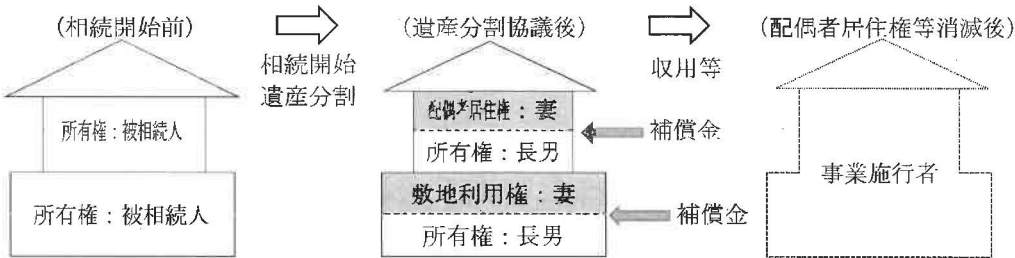 (相続開始前)
相続開始
遺産分割
(遺産分割協議後)
収用等
(配偶者居住権等消滅後)
所有権：被相続人
所有権：被相続人
配偶者居住権：妻
所有権：長男
敷地利用権：妻
所有権：長男
補償金
補償金
事業施行者